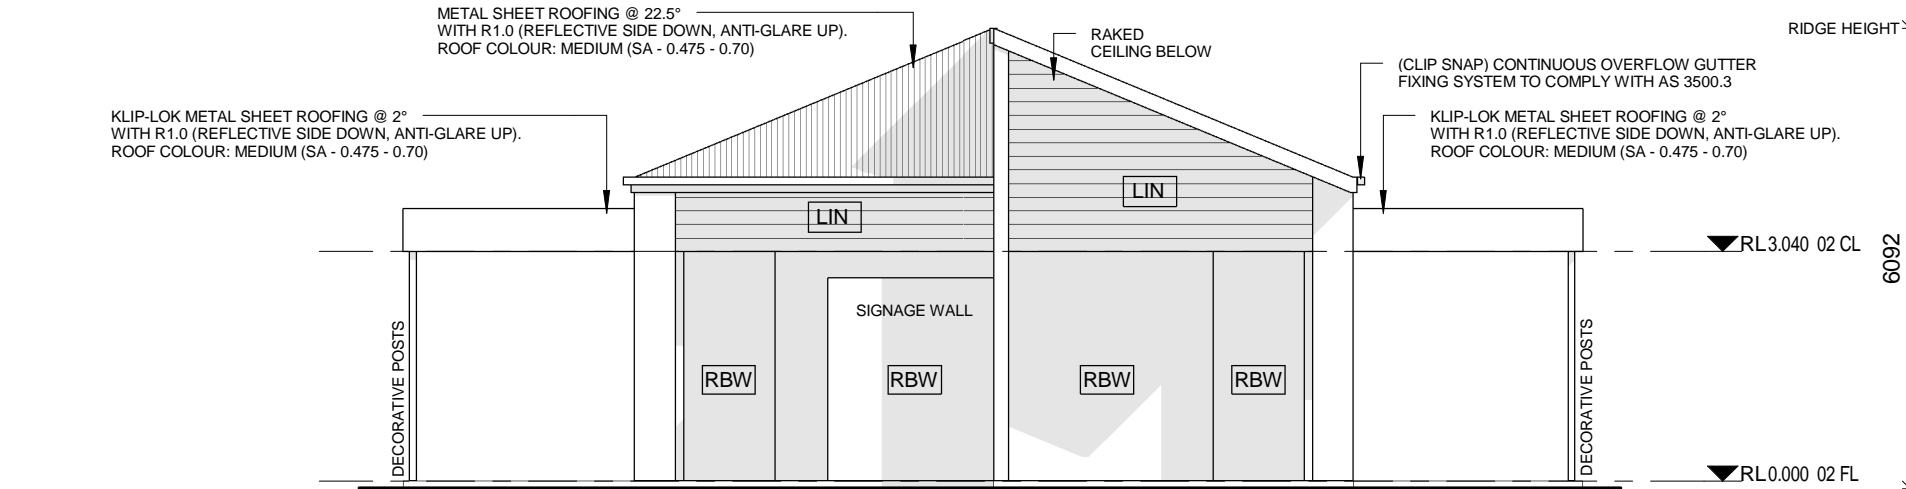 METAL SHEET ROOFING @ 22.5°
WITH R1.0 (REFLECTIVE SIDE DOWN, ANTI-GLARE UP).
ROOF COLOUR: MEDIUM (SA - 0.475 - 0.70)
RAKED
CEILING BELOW
RIDGE HEIGHT
(CLIP SNAP) CONTINUOUS OVERFLOW GUTTER
FIXING SYSTEM TO COMPLY WITH AS 3500.3
KLIP-LOK METAL SHEET ROOFING @ 2°
WITH R1.0 (REFLECTIVE SIDE DOWN, ANTI-GLARE UP).
ROOF COLOUR: MEDIUM (SA - 0.475 - 0.70)
KLIP-LOK METAL SHEET ROOFING @ 2°
WITH R1.0 (REFLECTIVE SIDE DOWN, ANTI-GLARE UP).
ROOF COLOUR: MEDIUM (SA - 0.475 - 0.70)
LIN
LIN
RL3.040 02 CL
6092
SIGNAGE WALL
DECORATIVE POSTS
RBW
RBW
RBW
RBW
DECORATIVE POSTS
RL0.000 02 FL